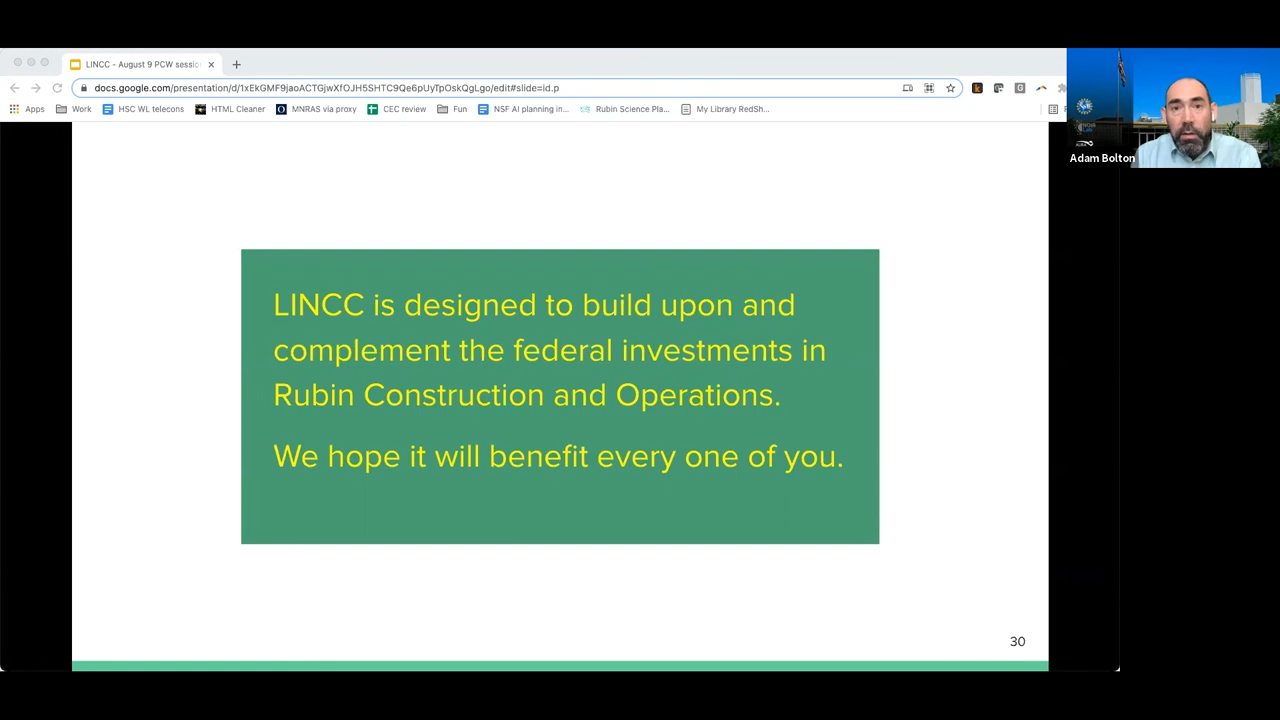 LINCC - August 9 PCW sessio
docs.google.com/presentation/d/1xEkGMF9jaoACTGjwXfOJH5SHTC9Qe6pUyTpOskQgLgo/edit#slide=id.p
Apps Work HSC WL telecons HTML Cleaner MNRAS via proxy CEC review Fun NSF AI planning in... Rubin Science Pla... My Library RedSh...
Adam Bolton
LINCC is designed to build upon and
complement the federal investments in
Rubin Construction and Operations.
We hope it will benefit every one of you.
30